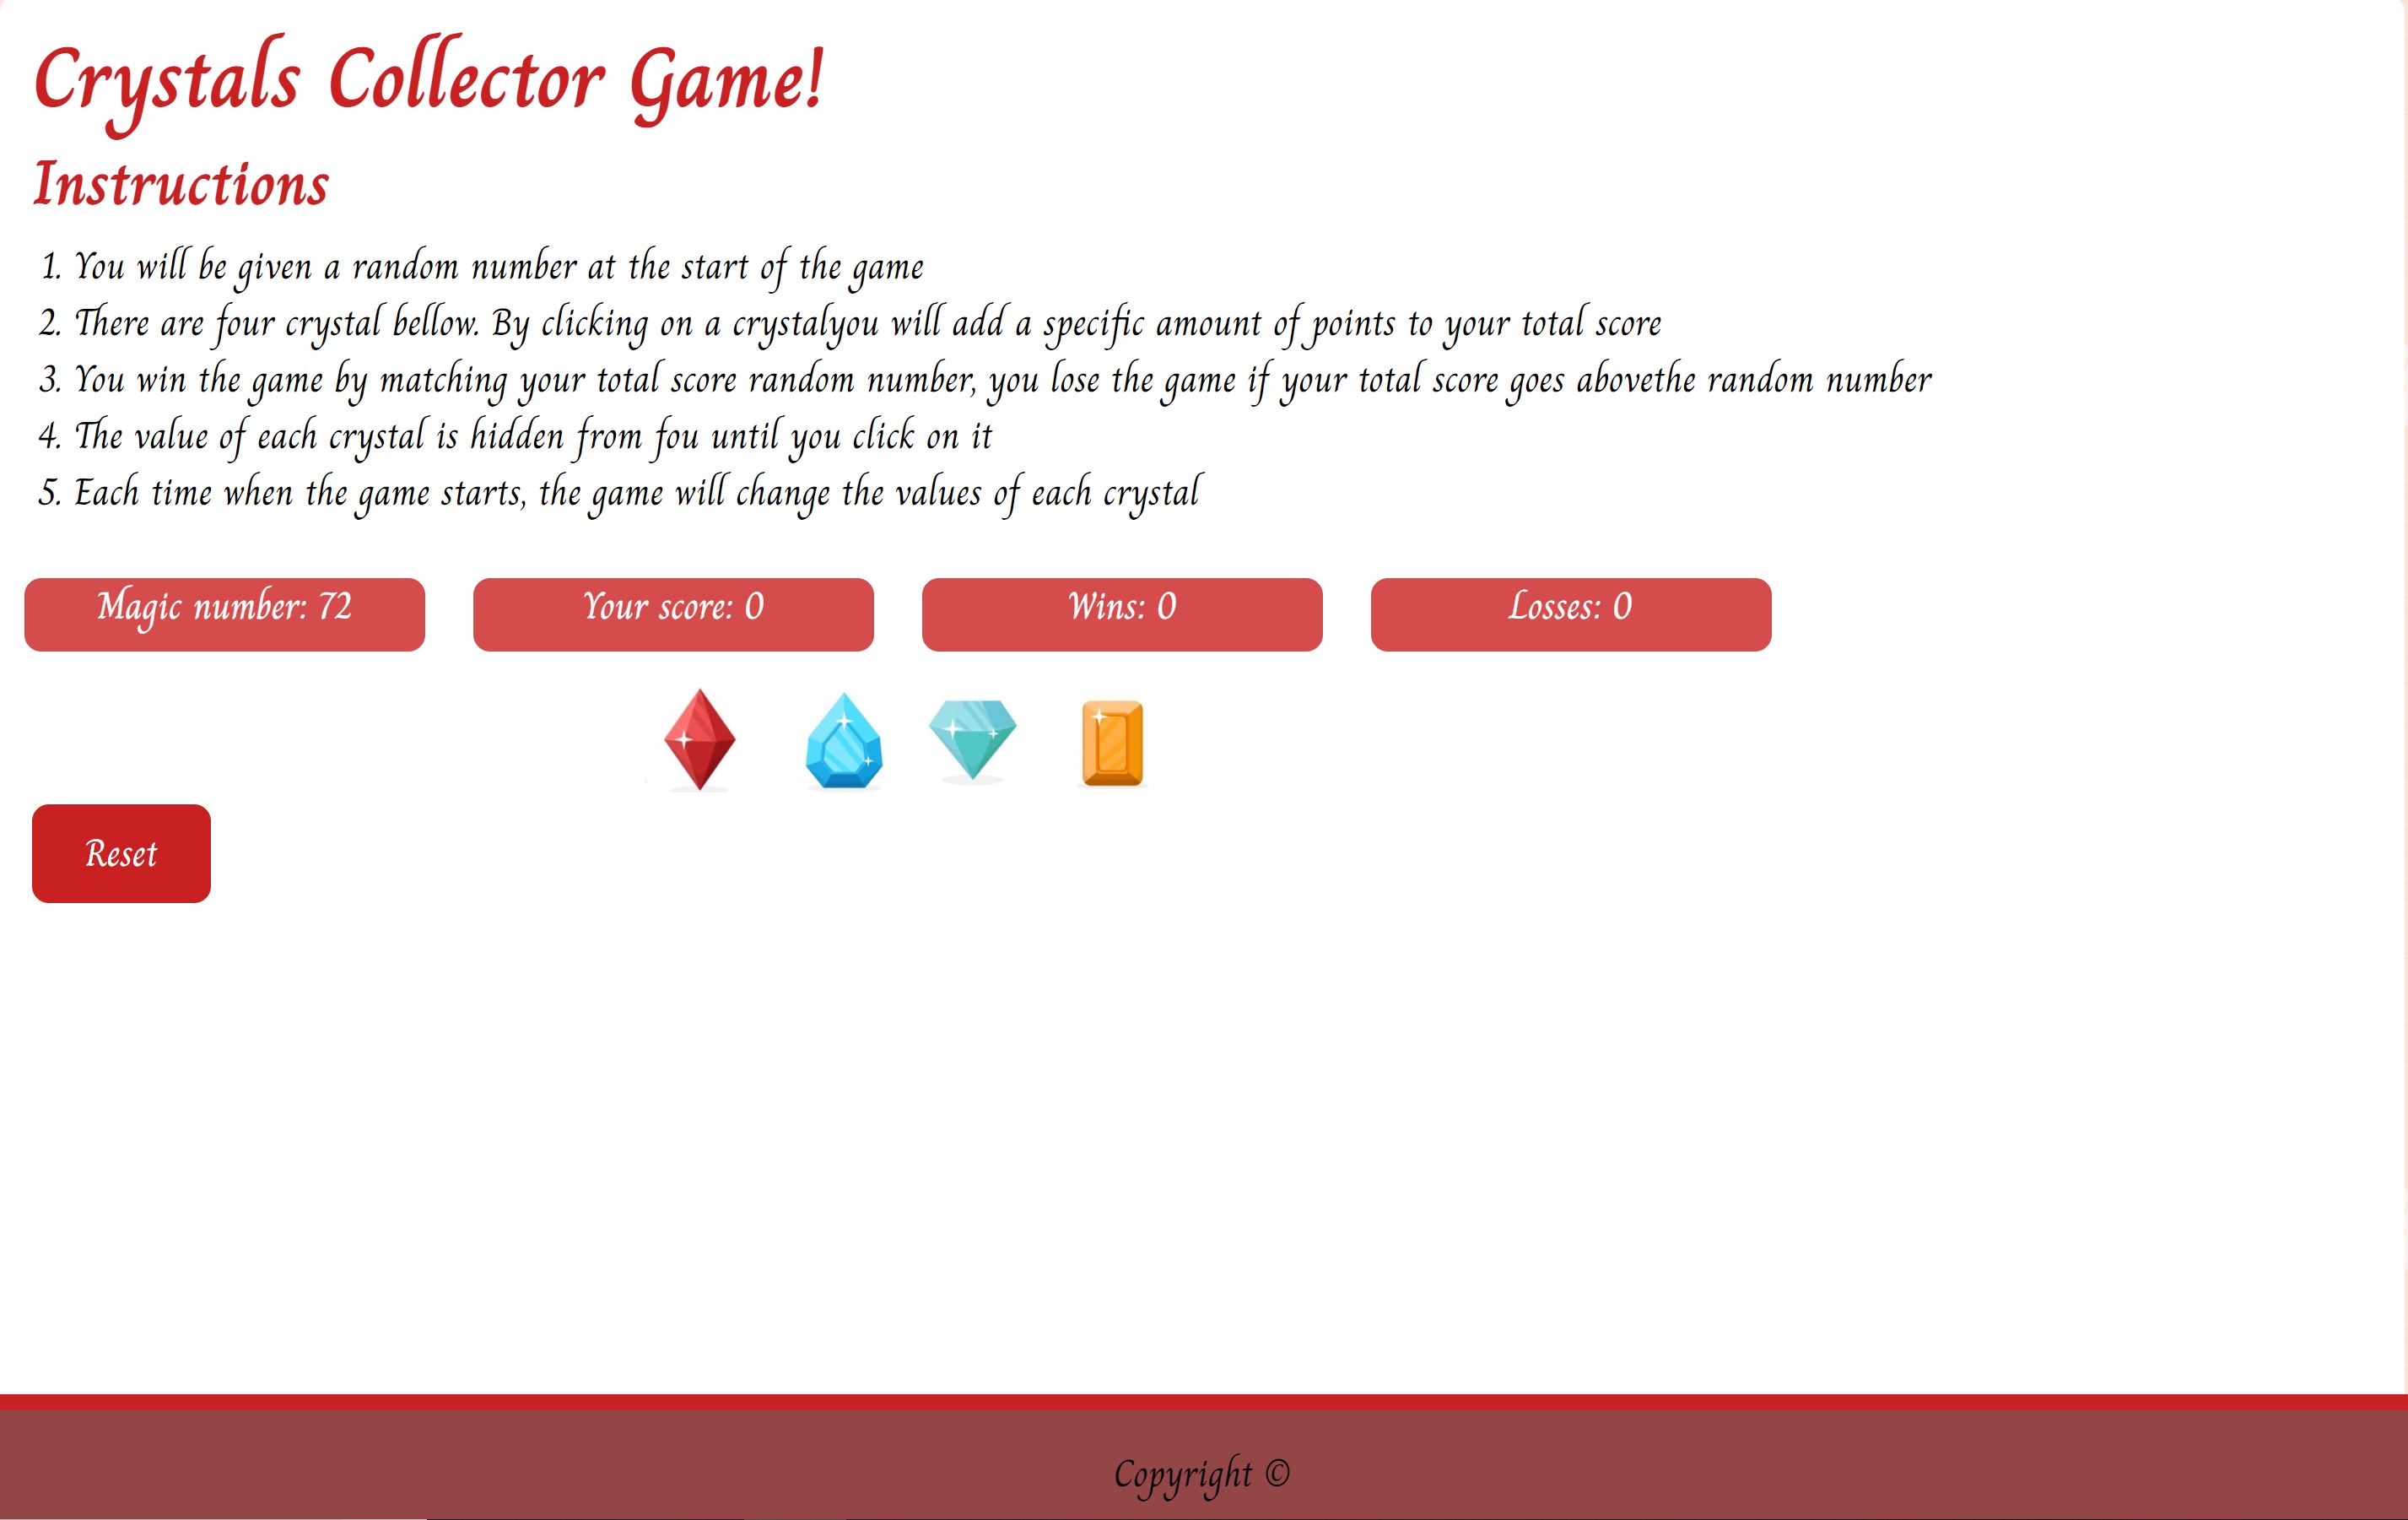 Crystals Collector Game!
Instructions
1. You will be given a random number at the start of the game
2. There are four crystal bellow. By clicking on a crystalyou will add a specific amount of points to your total score
3. You win the game by matching your total score random number, you lose the game if your total score goes abovethe random number
4. The value of each crystal is hidden from fou until you click on it
5. Each time when the game starts, the game will change the values of each crystal
Magic number: 72
Your score: 0
Wins: 0
Losses: 0
Reset
Copyright ©